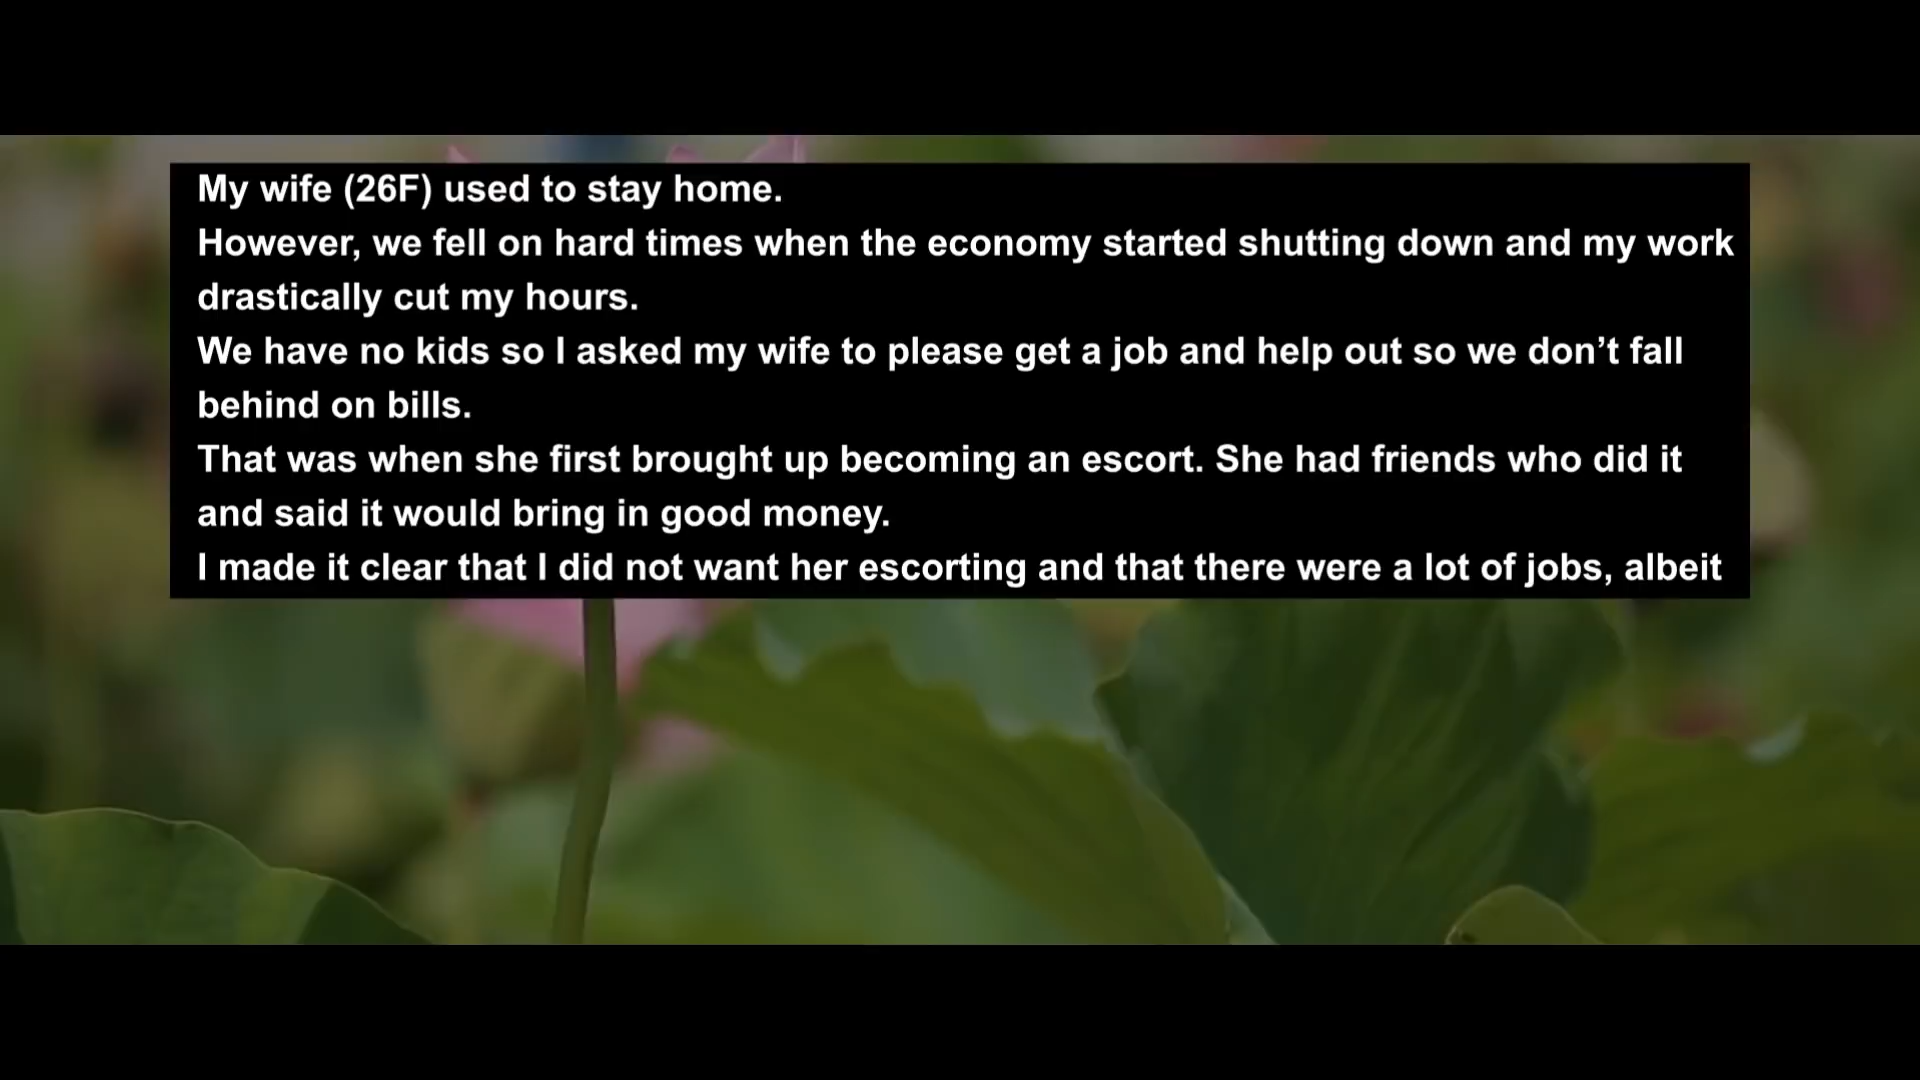 My wife (26F) used to stay home.
However, we fell on hard times when the economy started shutting down and my work
drastically cut my hours.
We have no kids so I asked my wife to please get a job and help out so we don’t fall
behind on bills.
That was when she first brought up becoming an escort. She had friends who did it
and said it would bring in good money.
I made it clear that I did not want her escorting and that there were a lot of jobs, albeit